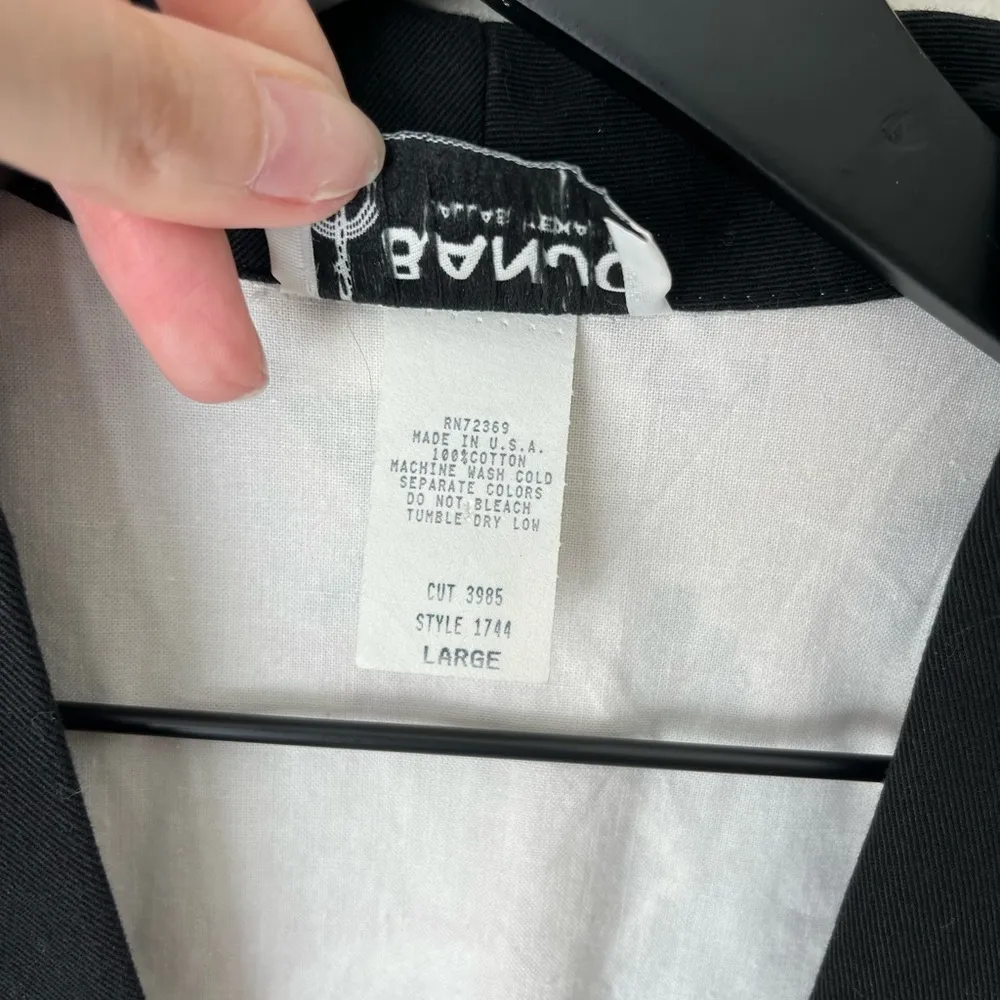 RN72369
MADE IN U.S.A.
100%COTTON
MACHINE WASH COLD
SEPARATE COLORS
DO NOT BLEACH
TUMBLE DRY LOW
CUT 3985
STYLE 1744
LARGE